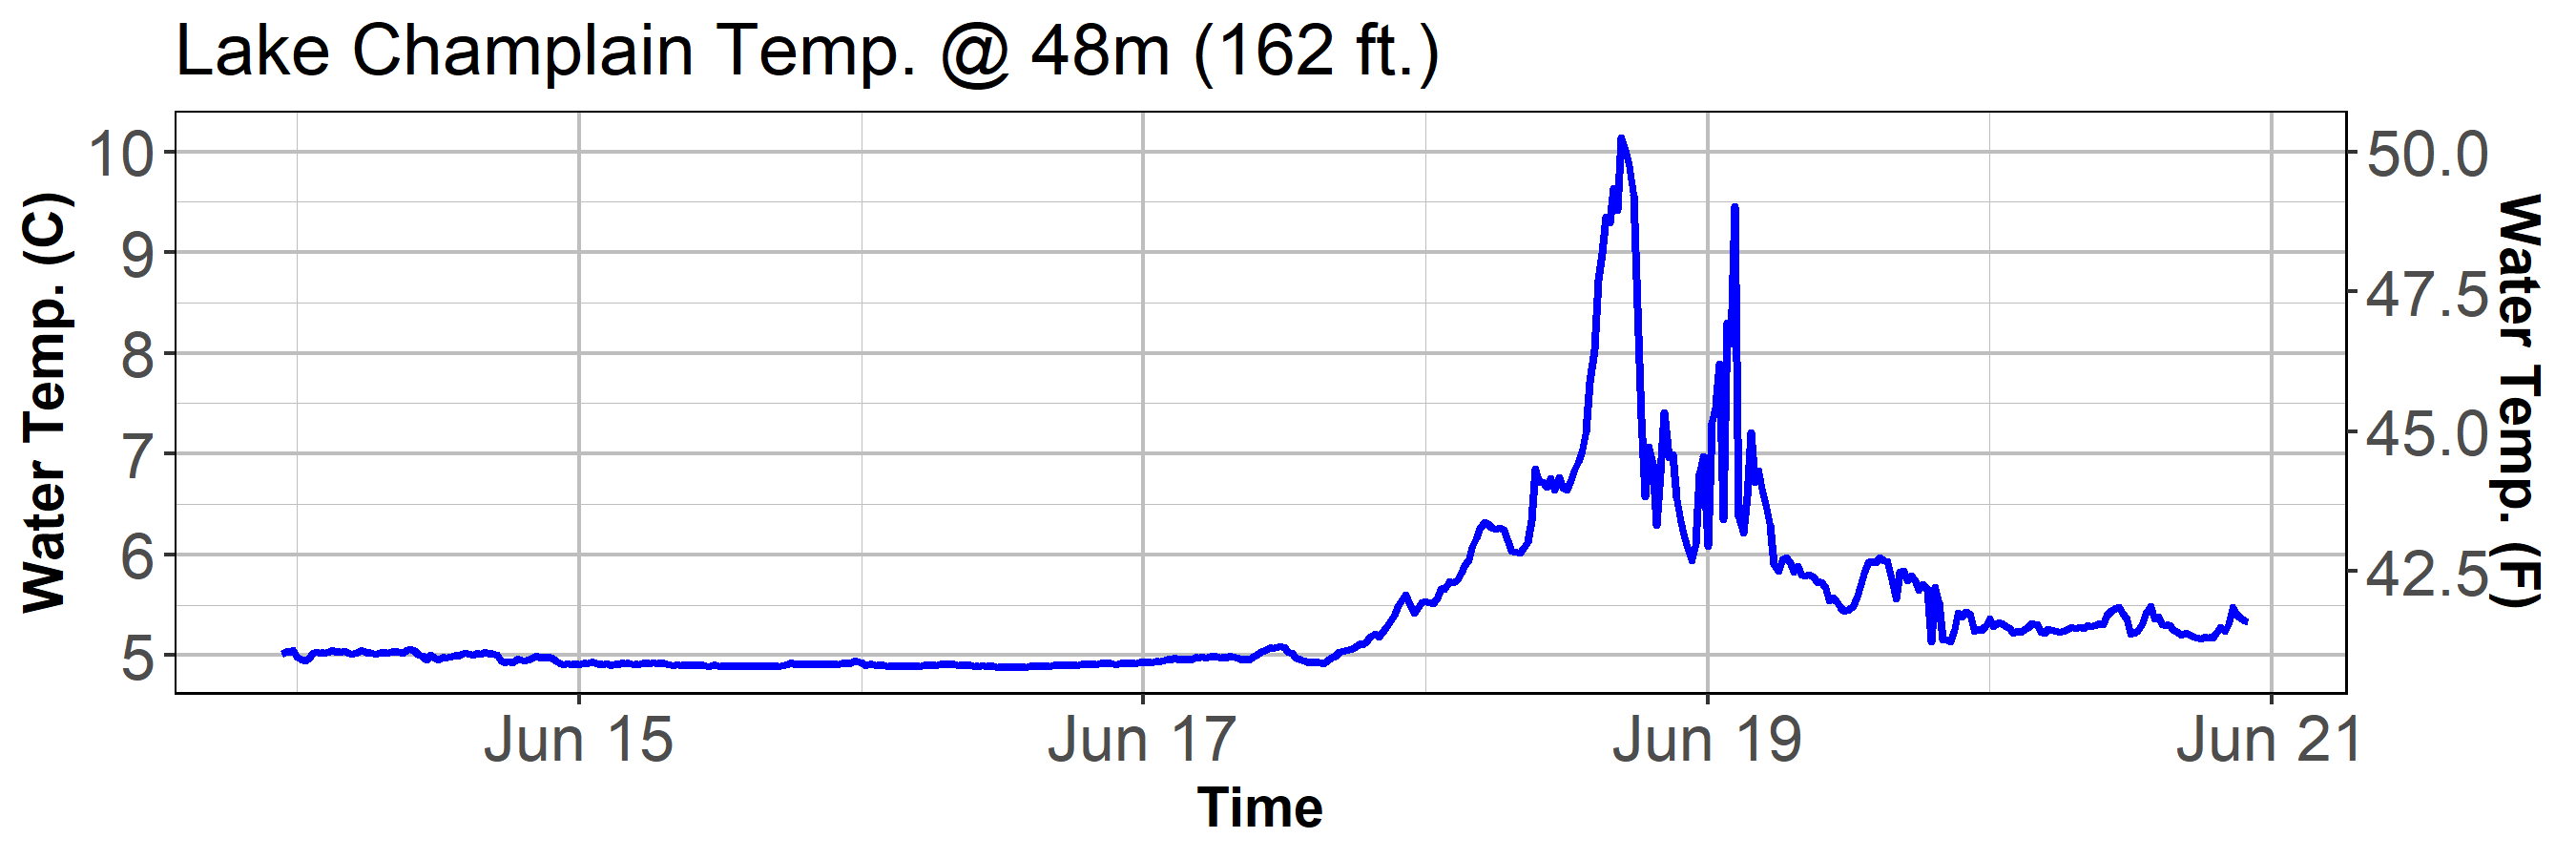 Lake Champlain Temp. @ 48m (162 ft.)
Water Temp. (C)
10
9
8
7
6
5
50.0
47.5
45.0
42.5
Water Temp. (F)
Jun 15 Jun 17 Jun 19 Jun 21
Time